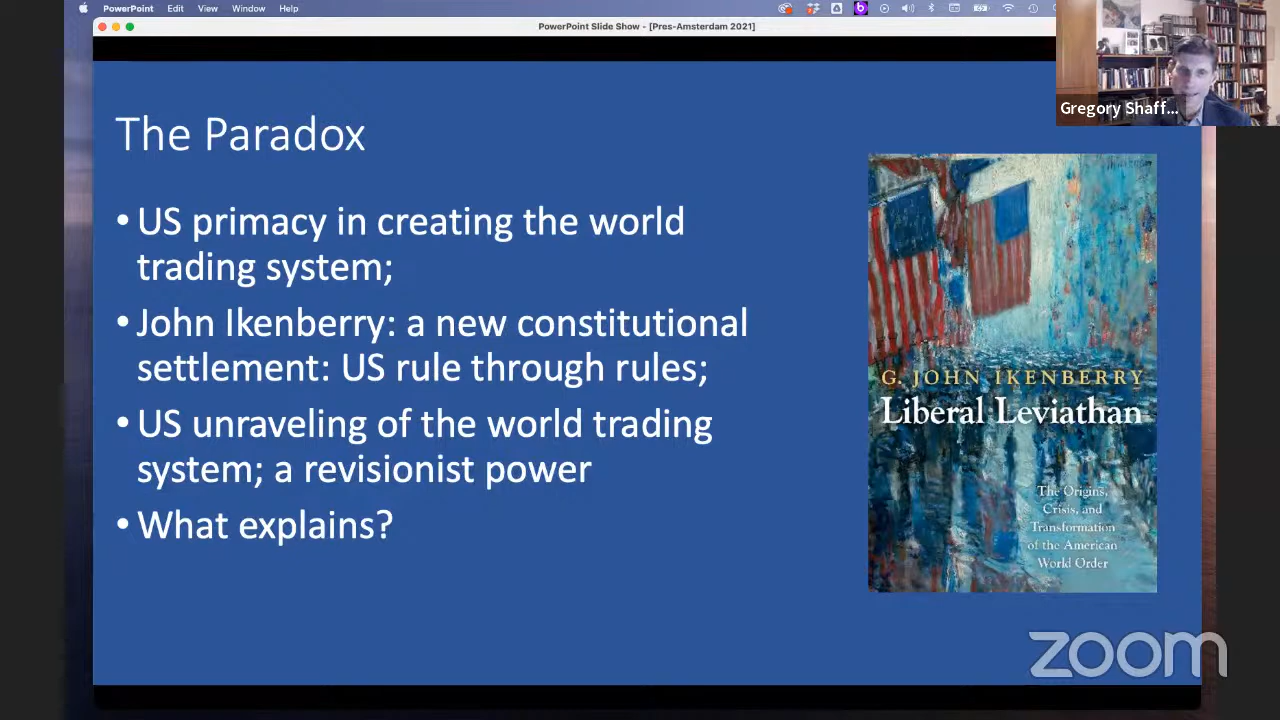 PowerPoint Edit View Window Help
PowerPoint Slide Show - [Pres-Amsterdam 2021]
Gregory Shaff...
The Paradox
• US primacy in creating the world
trading system;
• John Ikenberry: a new constitutional
settlement: US rule through rules;
• US unraveling of the world trading
system; a revisionist power
• What explains?
G. JOHN IKENBERRY
Liberal Leviathan
The Origins,
Crisis, and
Transformation
of the American
World Order
zoom